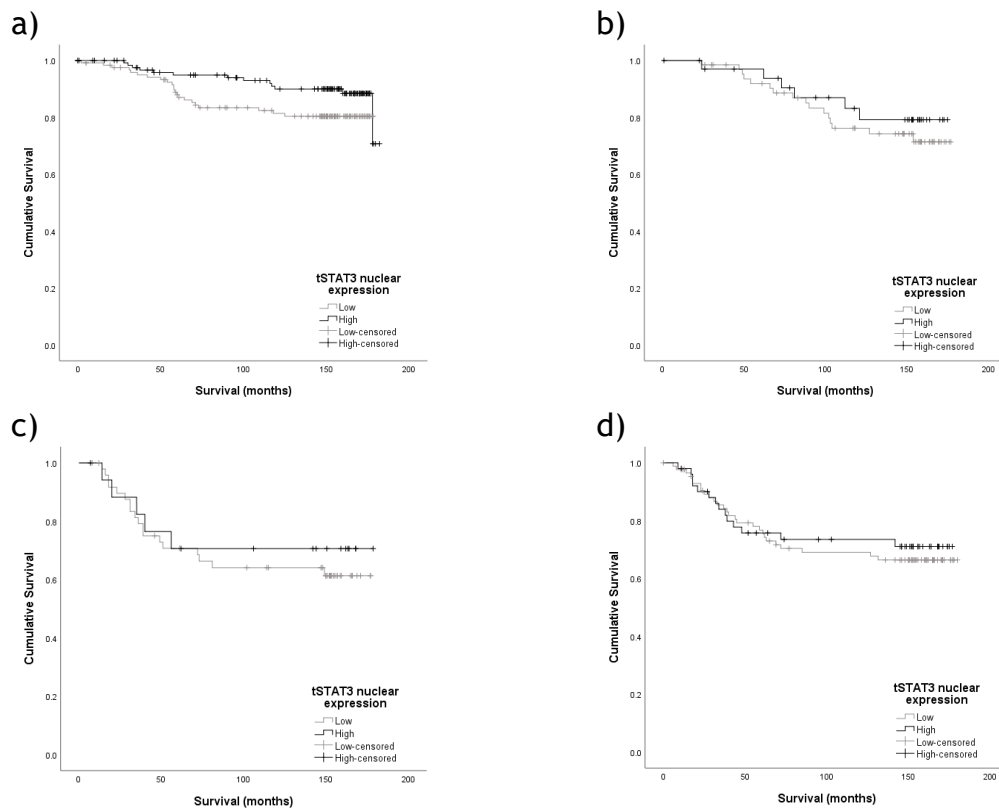 a)
Cumulative Survival
1.0
0.8
0.6
0.4
0.2
0.0
0
50
100
150
200
Survival (months)
tSTAT3 nuclear
expression
Low
High
Low-censored
High-censored
b)
Cumulative Survival
1.0
0.8
0.6
0.4
0.2
0.0
0
50
100
150
200
Survival (months)
tSTAT3 nuclear
expression
Low
High
Low-censored
High-censored
c)
Cumulative Survival
1.0
0.8
0.6
0.4
0.2
0.0
0
50
100
150
200
Survival (months)
tSTAT3 nuclear
expression
Low
High
Low-censored
High-censored
d)
Cumulative Survival
1.0
0.8
0.6
0.4
0.2
0.0
0
50
100
150
200
Survival (months)
tSTAT3 nuclear
expression
Low
High
Low-censored
High-censored